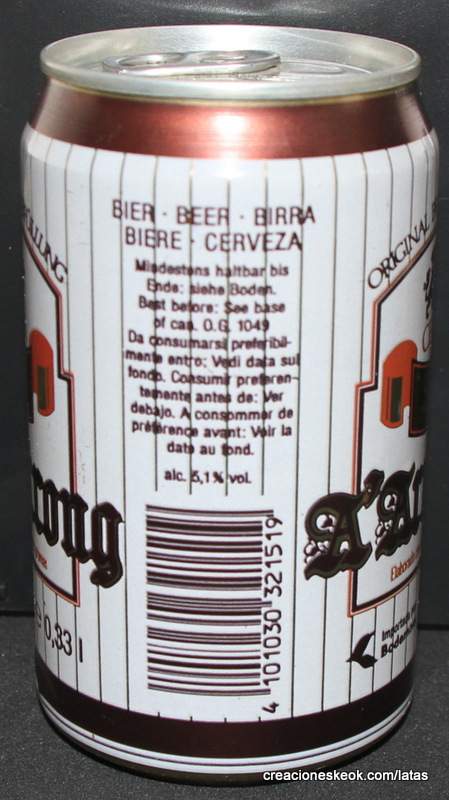 BIER · BEER · BIRRA
BIERE · CERVEZA
Mindestens haltbar bis
Ende: siehe Boden.
Best before: See base
of can. O.G. 1049
Da consumarsi preferibil-
mente entro: Vedi data sul
fondo. Consumir preferen-
temente antes de: Ver
debajo. A consommer de
préférence avant: Voir la
date au fond.
alc. 5,1% vol.
4 101030 321519
rong
e 0,33 l
ORIGINAL
A'Ar
creacioneskeok.com/latas